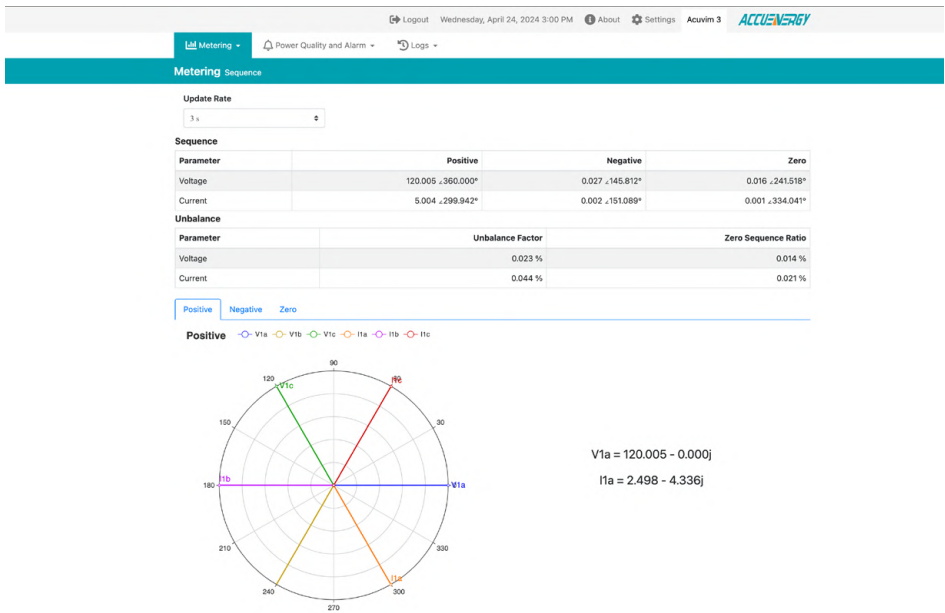 Logout Wednesday, April 24, 2024 3:00 PM About Settings Acuvim 3 ACCUENERGY
Metering Power Quality and Alarm Logs
Metering Sequence
Update Rate
3 s
Sequence
Parameter Positive Negative Zero
Voltage 120.005 ∠360.000° 0.027 ∠145.812° 0.016 ∠241.518°
Current 5.004 ∠299.942° 0.002 ∠151.089° 0.001 ∠334.041°
Unbalance
Parameter Unbalance Factor Zero Sequence Ratio
Voltage 0.023 % 0.014 %
Current 0.044 % 0.021 %
Positive Negative Zero
Positive V1a V1b V1c I1a I1b I1c
90
120 V1c I1c
150 30
V1a = 120.005 - 0.000j
I1a = 2.498 - 4.336j
I1b
180 V1a
210 330
I1a
240 300
270